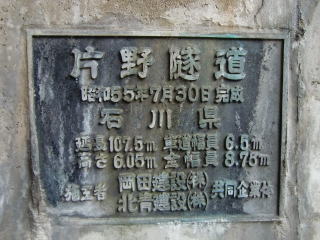 片野隧道
昭和55年7月30日完成
石川県
延長107.5m 車道幅員 6.5m
高さ 6.05m 全幅員 8.75m
施工者 岡田建設(株) 共同企業体
北青建設(株)